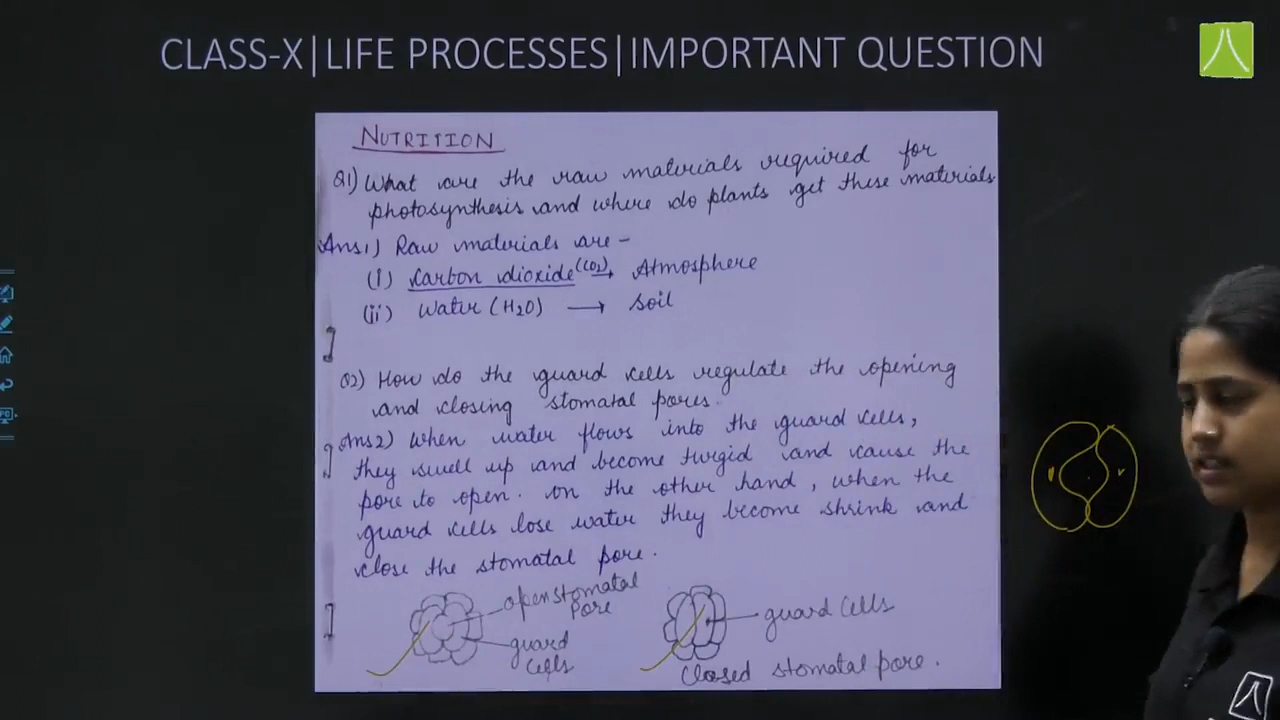 CLASS-X|LIFE PROCESSES|IMPORTANT QUESTION
NUTRITION
Q1) What are the raw materials required for
photosynthesis and where do plants get these materials
Ans1) Raw materials are -
(i) Carbon dioxide (CO2) → Atmosphere
(ii) Water (H2O) → Soil
Q2) How do the guard cells regulate the opening
and closing stomatal pores.
Ans2) When water flows into the guard cells,
they swell up and become turgid and cause the
pore to open. On the other hand, when the
guard cells lose water they become shrink and
close the stomatal pore.
open stomatal
pore
guard
cells
guard cells
closed stomatal pore.